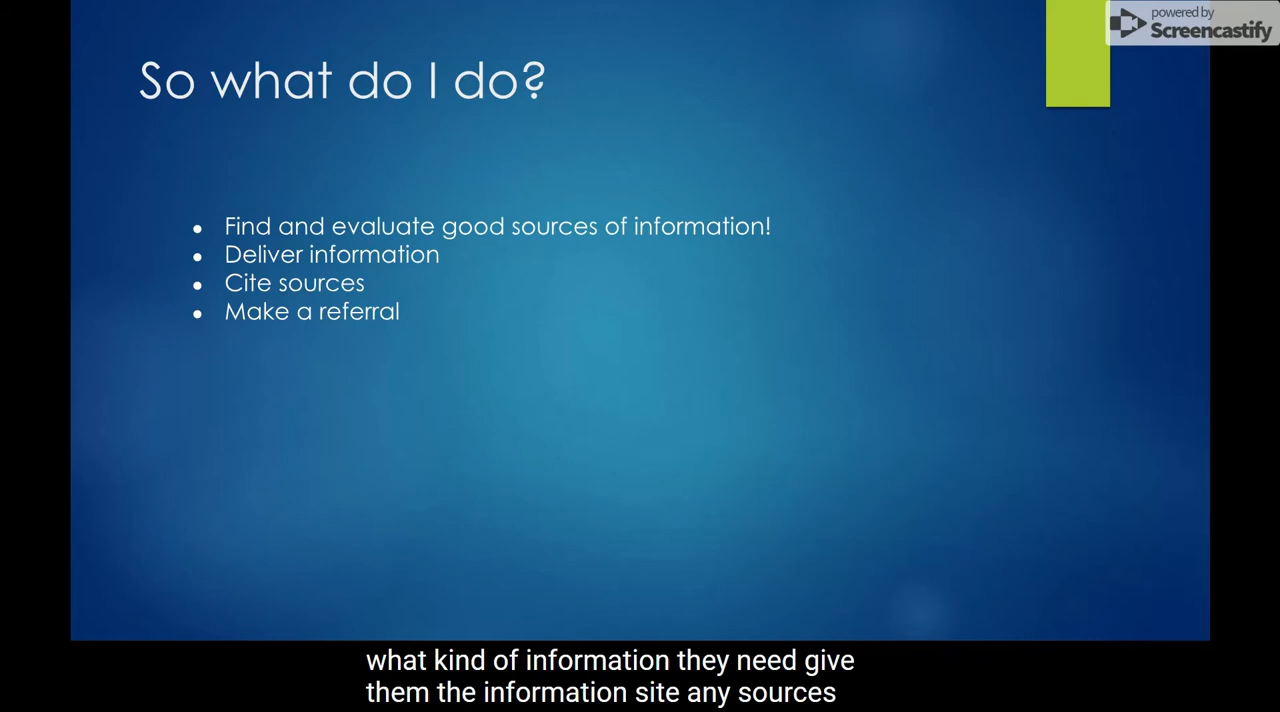 powered by
Screencastify
So what do I do?
● Find and evaluate good sources of information!
● Deliver information
● Cite sources
● Make a referral
what kind of information they need give
them the information site any sources